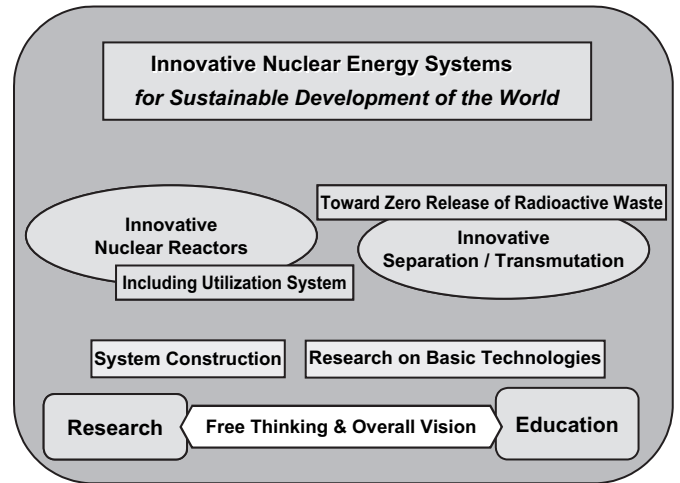 Innovative Nuclear Energy Systems
for Sustainable Development of the World
Toward Zero Release of Radioactive Waste
Innovative
Nuclear Reactors
Innovative
Separation / Transmutation
Including Utilization System
System Construction
Research on Basic Technologies
Research
Free Thinking & Overall Vision
Education